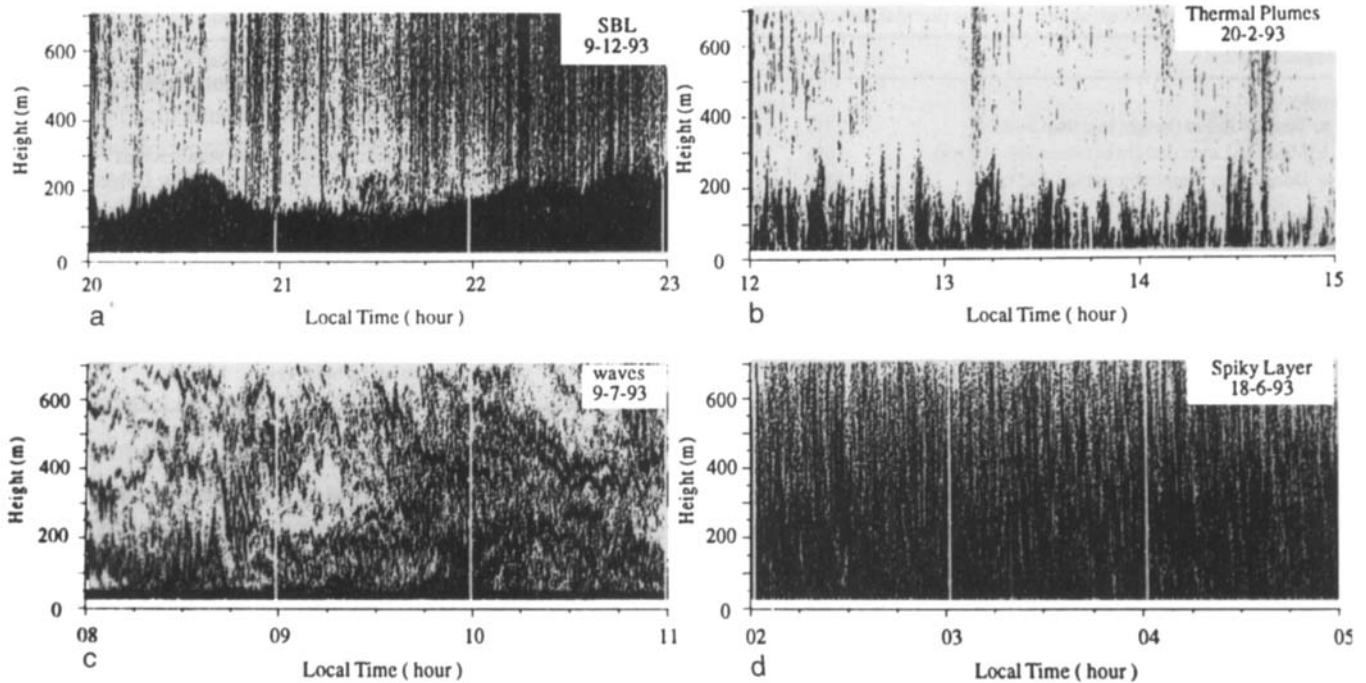 SBL
9-12-93
Height (m)
600
400
200
0
20 21 22 23
Local Time ( hour )
a
Thermal Plumes
20-2-93
Height (m)
600
400
200
0
12 13 14 15
Local Time ( hour )
b
waves
9-7-93
Height (m)
600
400
200
0
08 09 10 11
Local Time ( hour )
c
Spiky Layer
18-6-93
Height (m)
600
400
200
0
02 03 04 05
Local Time ( hour )
d